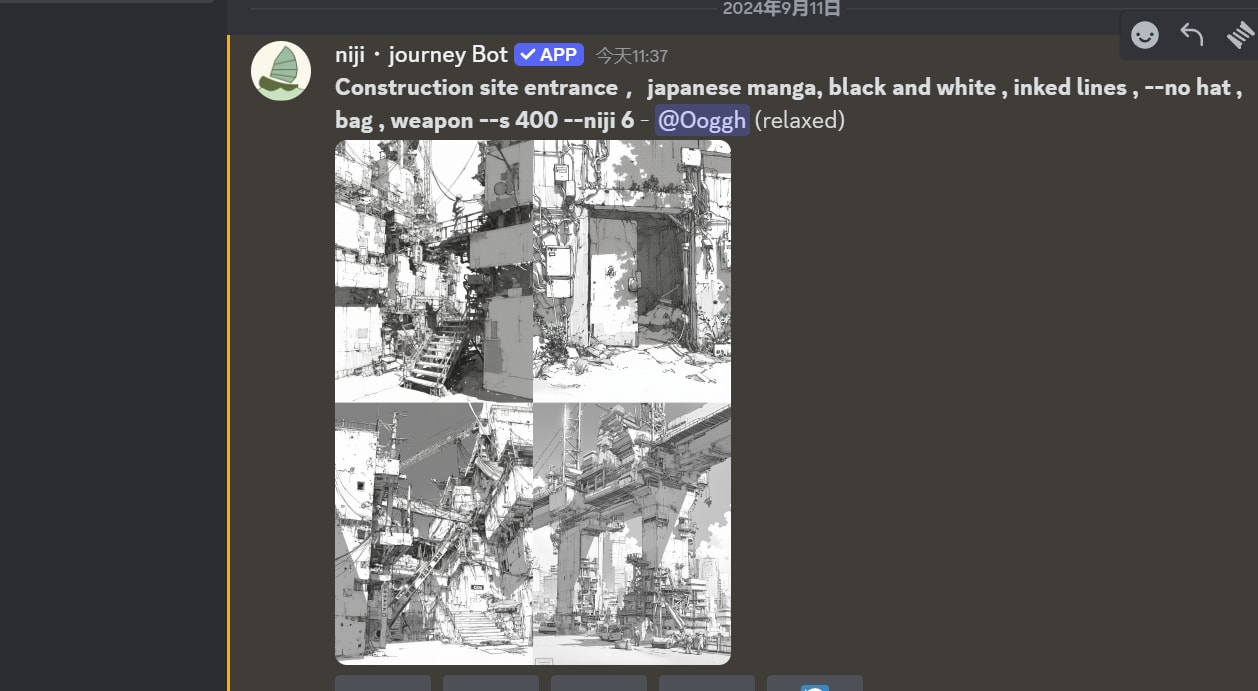 2024年9月11日
niji・journey Bot ✓ APP 今天11:37
Construction site entrance ,  japanese manga, black and white , inked lines , --no hat ,
bag , weapon --s 400 --niji 6 - @Ooggh (relaxed)